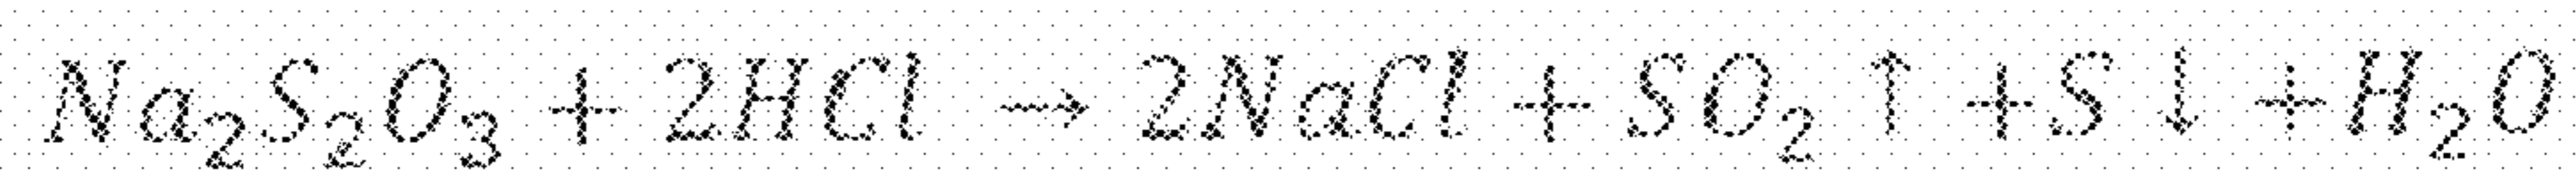 Na₂S₂O₃ + 2HCl → 2NaCl + SO₂ ↑ + S ↓ + H₂O